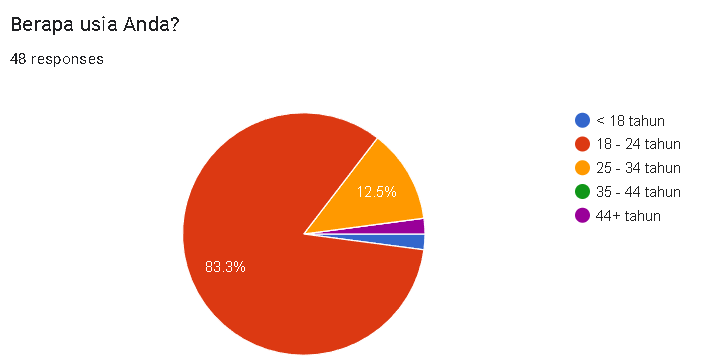 Berapa usia Anda?
48 responses
< 18 tahun
18 - 24 tahun
25 - 34 tahun
35 - 44 tahun
44+ tahun
12.5%
83.3%